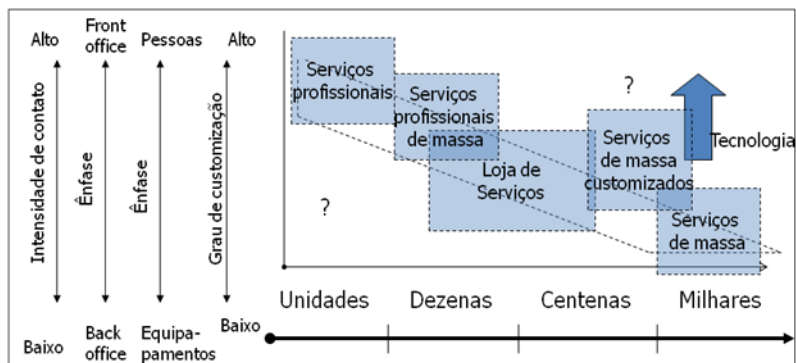 Alto
Front
office
Pessoas
Alto
Intensidade de contato
Ênfase
Ênfase
Grau de customização
Baixo
Back
office
Equipa-
pamentos
Baixo
Serviços
profissionais
Serviços
profissionais
de massa
Loja de
Serviços
?
Serviços
de massa
customizados
Tecnologia
?
Serviços
de massa
Unidades
Dezenas
Centenas
Milhares